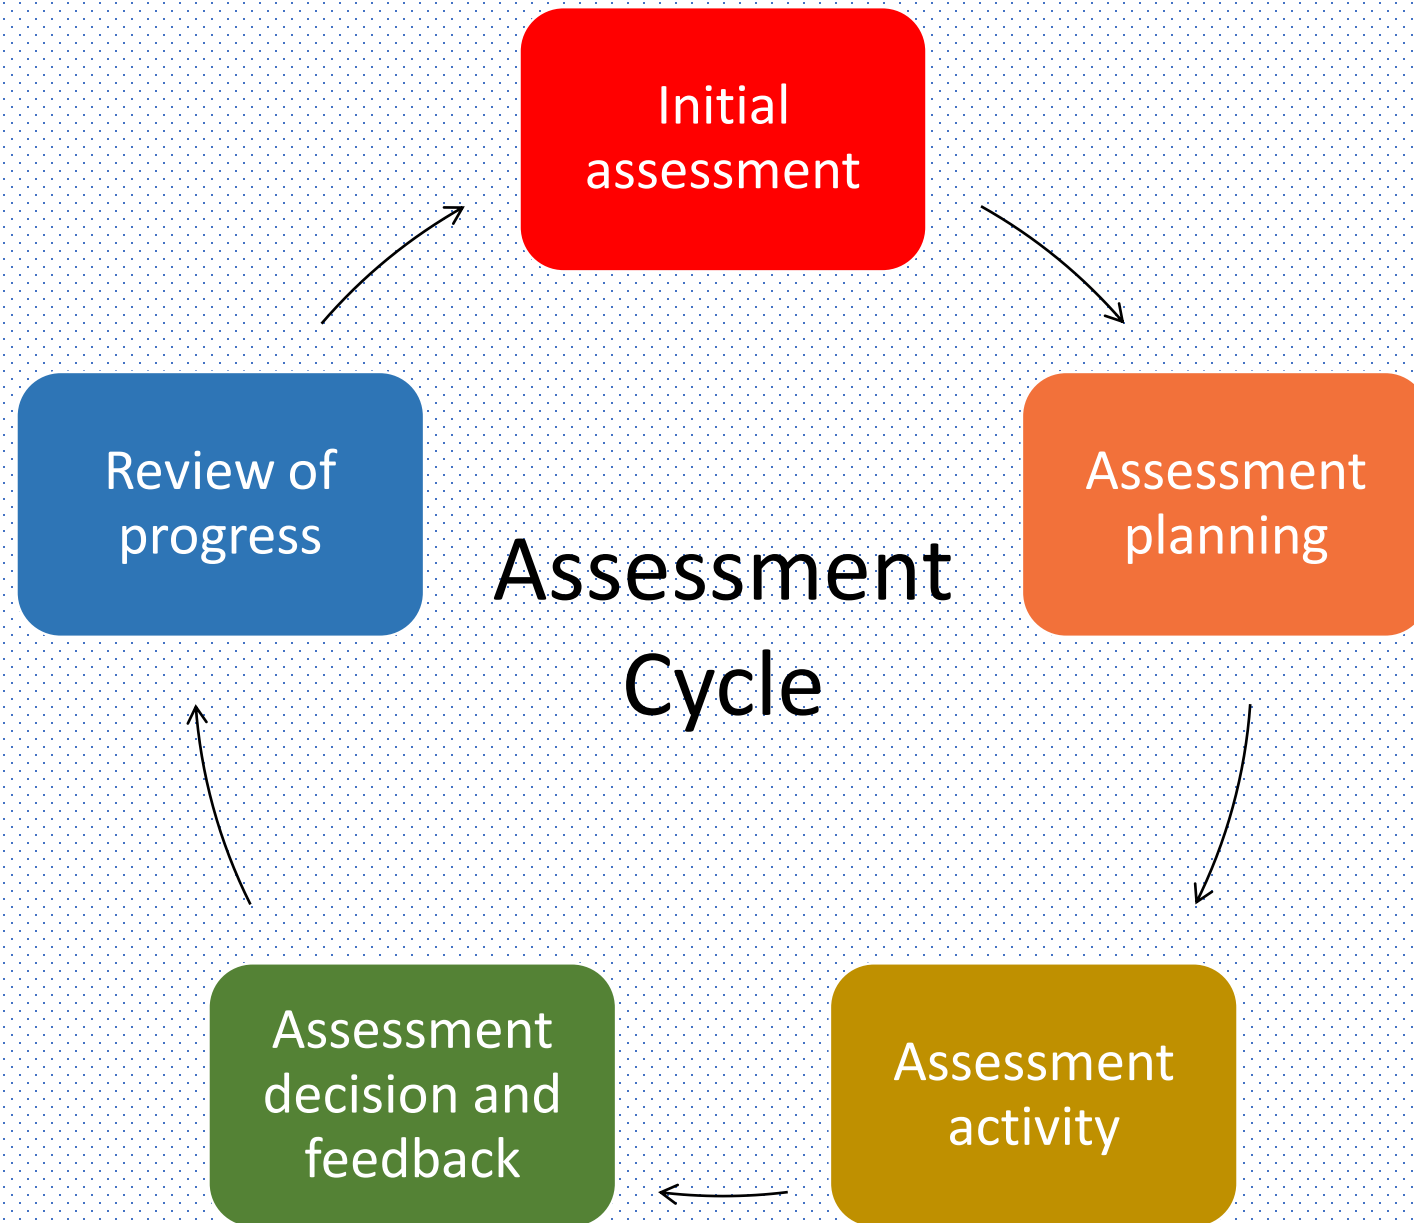 Initial
assessment
Assessment
planning
Assessment
activity
Assessment
decision and
feedback
Review of
progress
Assessment
Cycle